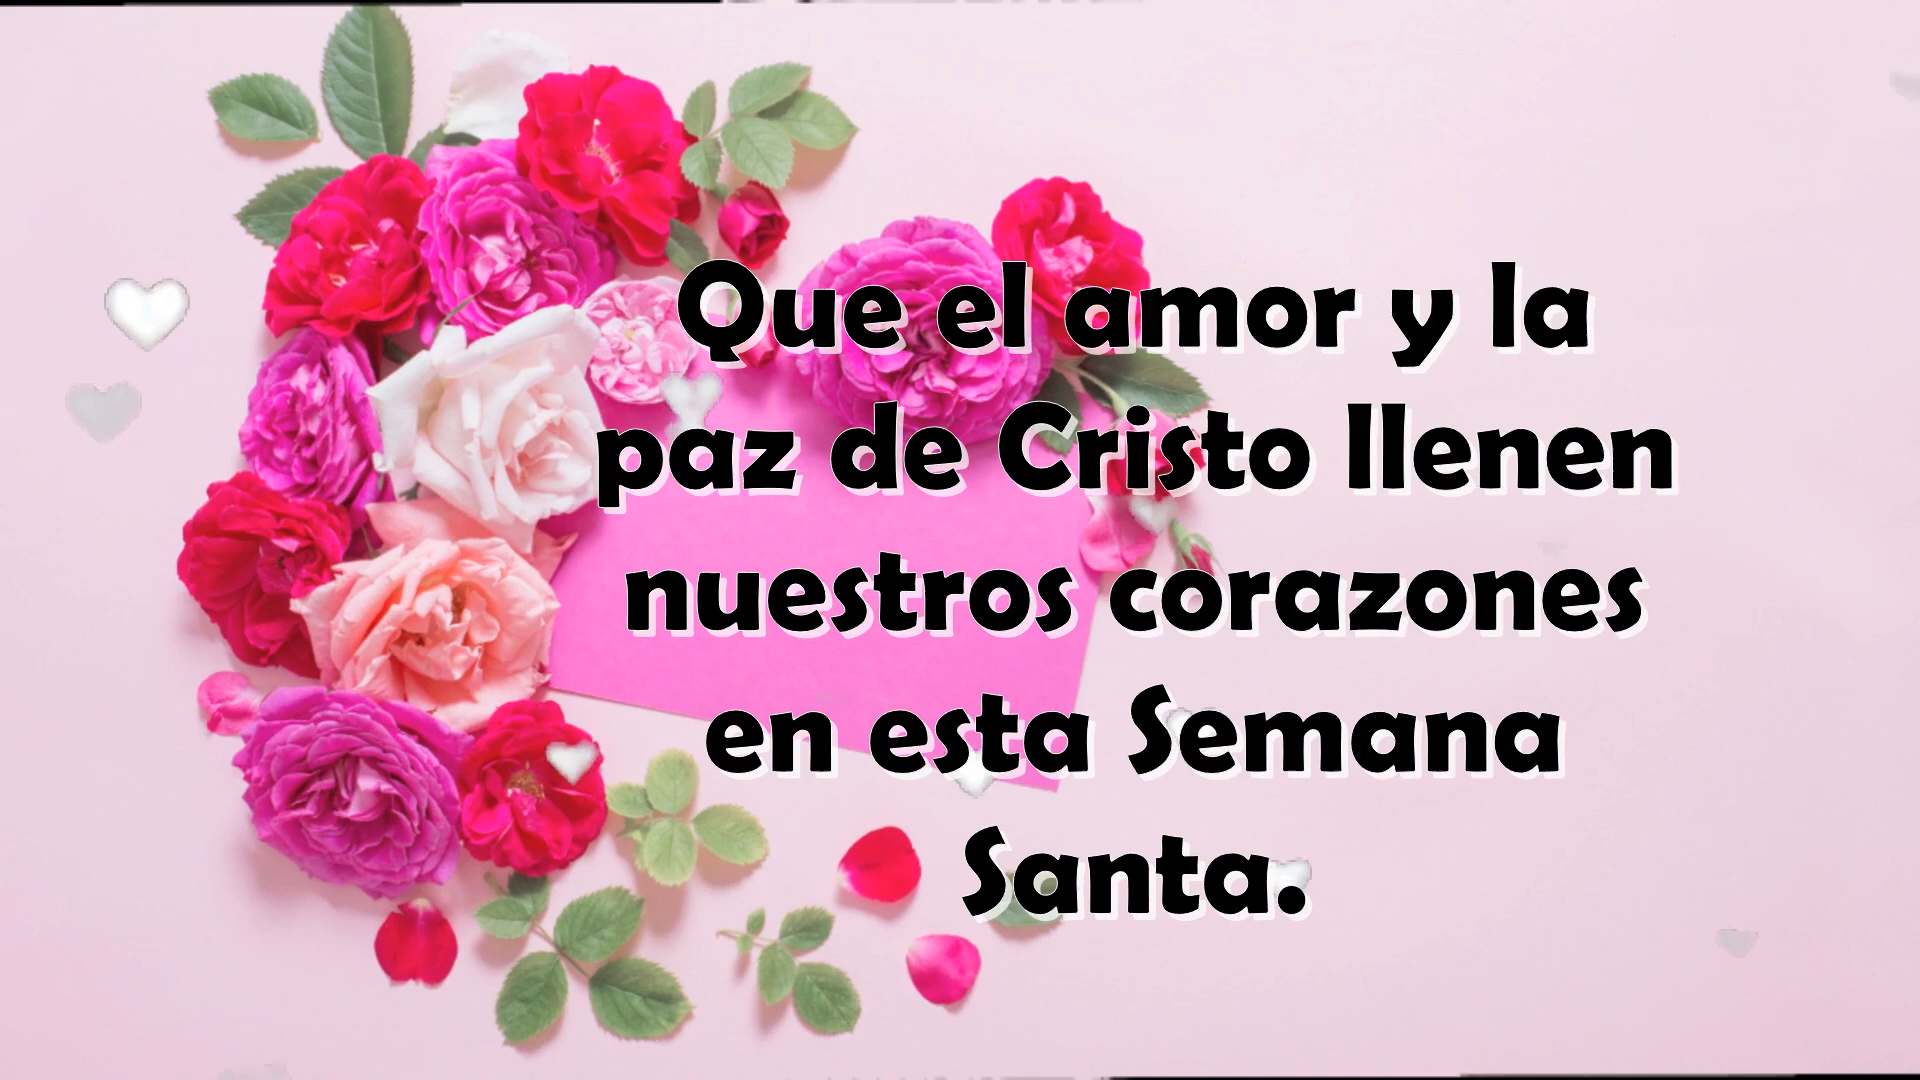 Que el amor y la
paz de Cristo llenen
nuestros corazones
en esta Semana
Santa.